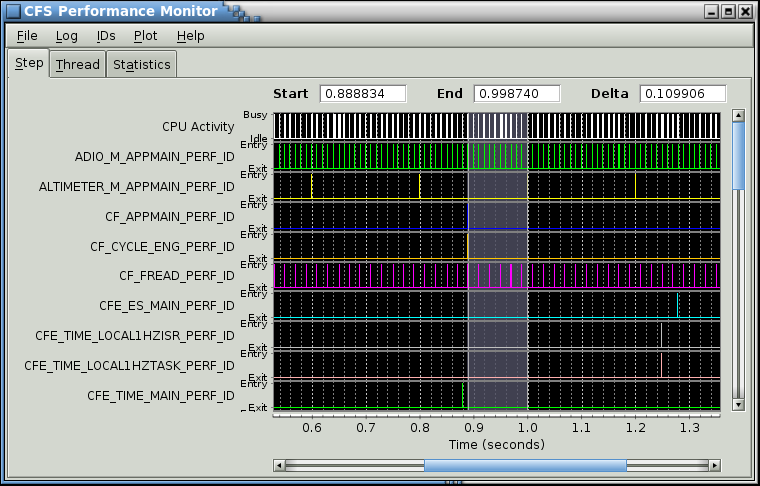 CFS Performance Monitor
File Log IDs Plot Help
Step Thread Statistics
Start 0.888834 End 0.998740 Delta 0.109906
Busy
CPU Activity
Idle
Entry
ADIO_M_APPMAIN_PERF_ID
Exit
Entry
ALTIMETER_M_APPMAIN_PERF_ID
Exit
Entry
CF_APPMAIN_PERF_ID
Exit
Entry
CF_CYCLE_ENG_PERF_ID
Exit
Entry
CF_FREAD_PERF_ID
Exit
Entry
CFE_ES_MAIN_PERF_ID
Exit
Entry
CFE_TIME_LOCAL1HZISR_PERF_ID
Exit
Entry
CFE_TIME_LOCAL1HZTASK_PERF_ID
Exit
Entry
CFE_TIME_MAIN_PERF_ID
Exit
0.6 0.7 0.8 0.9 1.0 1.1 1.2 1.3
Time (seconds)